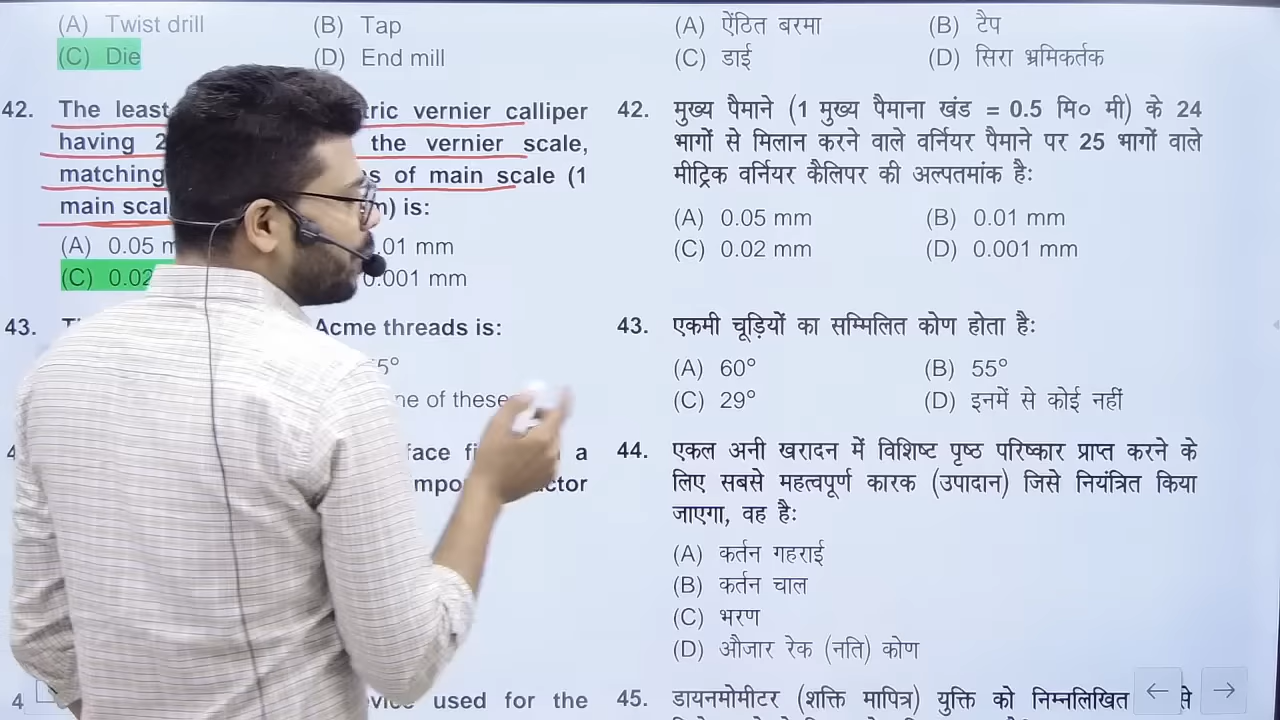 (A) Twist drill (B) Tap
(C) Die (D) End mill
42. The least tric vernier calliper
having 2 the vernier scale,
matching s of main scale (1
main scal m) is:
(A) 0.05 m .01 mm
(C) 0.02 0.001 mm
43. T Acme threads is:
5°
ne of these
4 face fi a
mpor actor
4 vice used for the
(A) ऐंठित बरमा (B) टैप
(C) डाई (D) सिरा भ्रमिकर्तक
42. मुख्य पैमाने (1 मुख्य पैमाना खंड = 0.5 मि० मी) के 24
भागों से मिलान करने वाले वर्नियर पैमाने पर 25 भागों वाले
मीट्रिक वर्नियर कैलिपर की अल्पतमांक है:
(A) 0.05 mm (B) 0.01 mm
(C) 0.02 mm (D) 0.001 mm
43. एकमी चूड़ियों का सम्मिलित कोण होता है:
(A) 60° (B) 55°
(C) 29° (D) इनमें से कोई नहीं
44. एकल अनी खरादन में विशिष्ट पृष्ठ परिष्कार प्राप्त करने के
लिए सबसे महत्वपूर्ण कारक (उपादान) जिसे नियंत्रित किया
जाएगा, वह है:
(A) कर्तन गहराई
(B) कर्तन चाल
(C) भरण
(D) औजार रेक (नति) कोण
45. डायनमोमीटर (शक्ति मापित्र) युक्ति को निम्नलिखित से